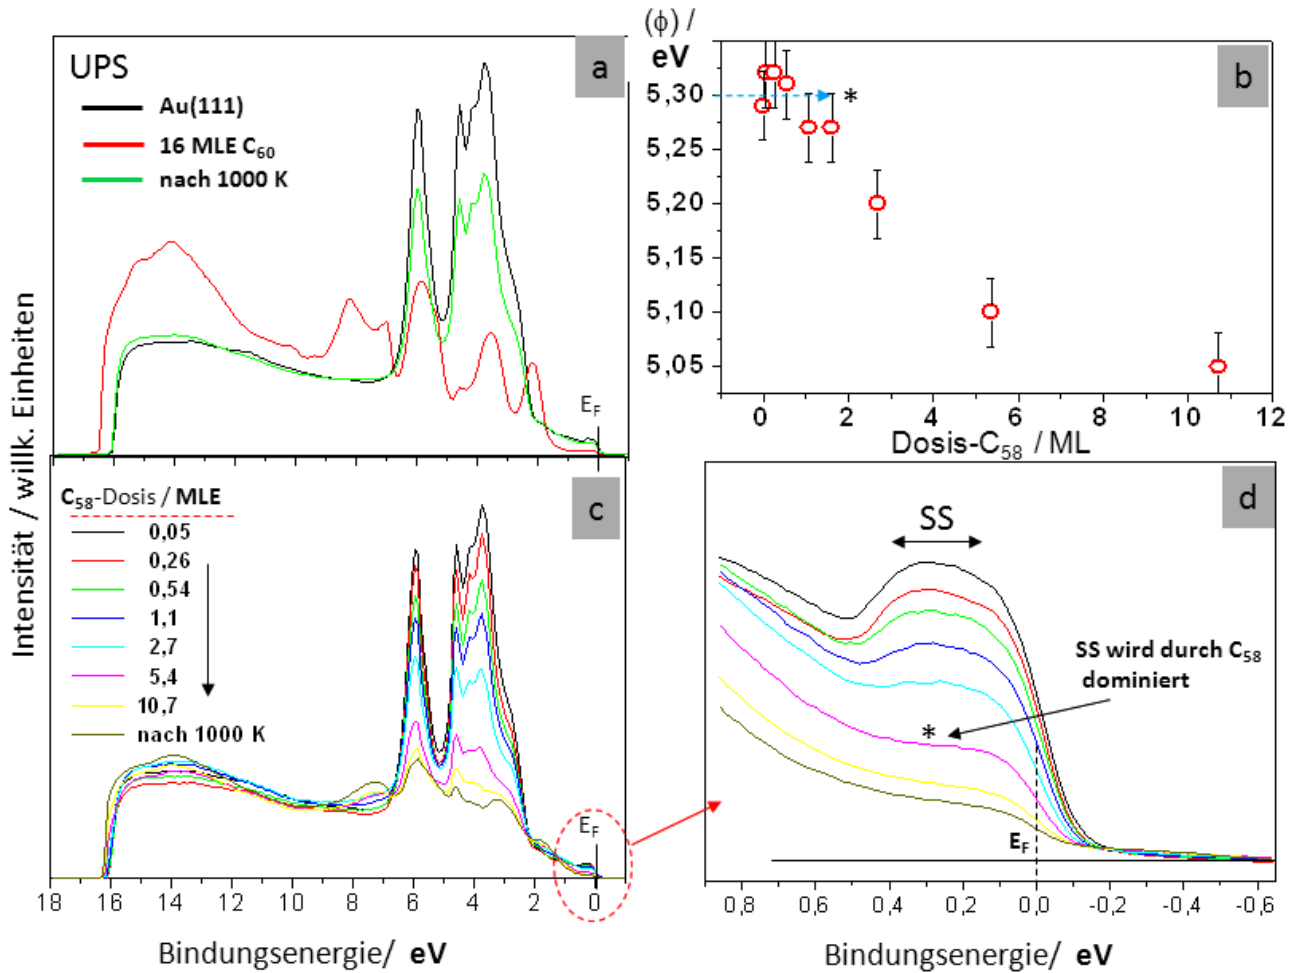 UPS
a
Au(111)
16 MLE C60
nach 1000 K
EF
(ϕ) /
eV
b
5,30
5,25
5,20
5,15
5,10
5,05
*
0 2 4 6 8 10 12
Dosis-C58 / ML
Intensität / willk. Einheiten
C58-Dosis / MLE
c
0,05
0,26
0,54
1,1
2,7
5,4
10,7
nach 1000 K
EF
18 16 14 12 10 8 6 4 2 0
Bindungsenergie/ eV
d
SS
SS wird durch C58
dominiert
*
EF
0,8 0,6 0,4 0,2 0,0 -0,2 -0,4 -0,6
Bindungsenergie/ eV